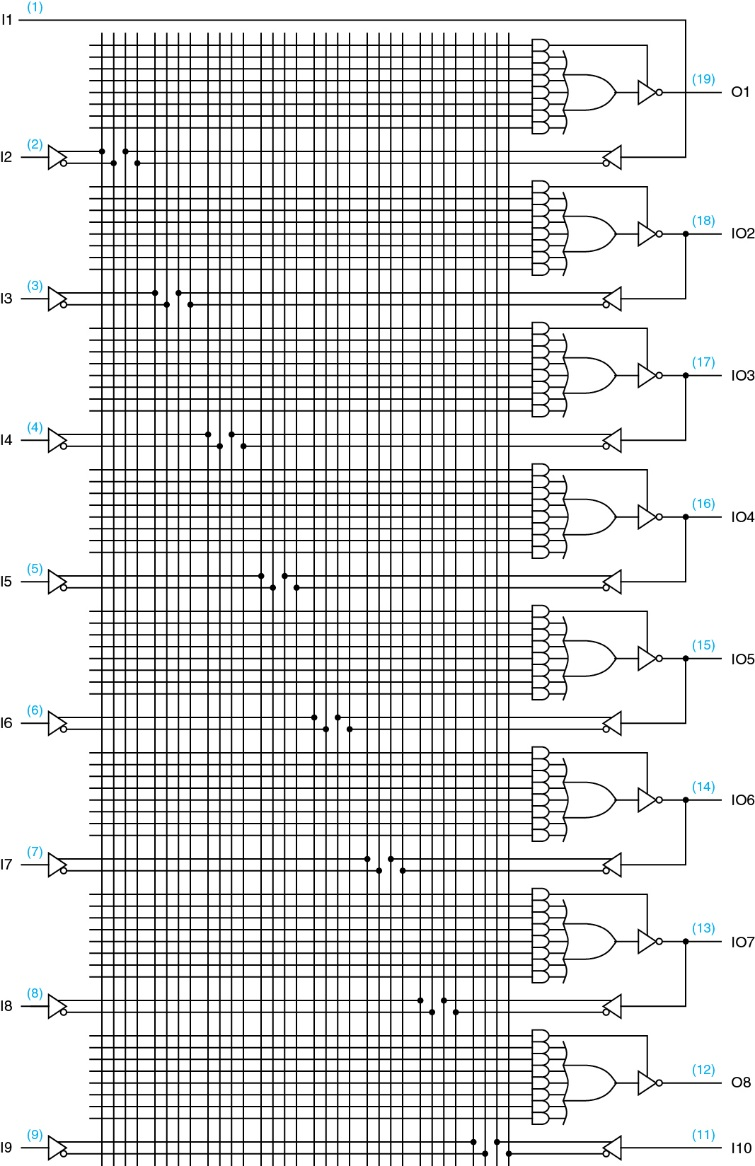 I1 (1)
(19) O1
I2 (2)
(18) IO2
I3 (3)
(17) IO3
I4 (4)
(16) IO4
I5 (5)
(15) IO5
I6 (6)
(14) IO6
I7 (7)
(13) IO7
I8 (8)
(12) O8
I9 (9)
(11) I10